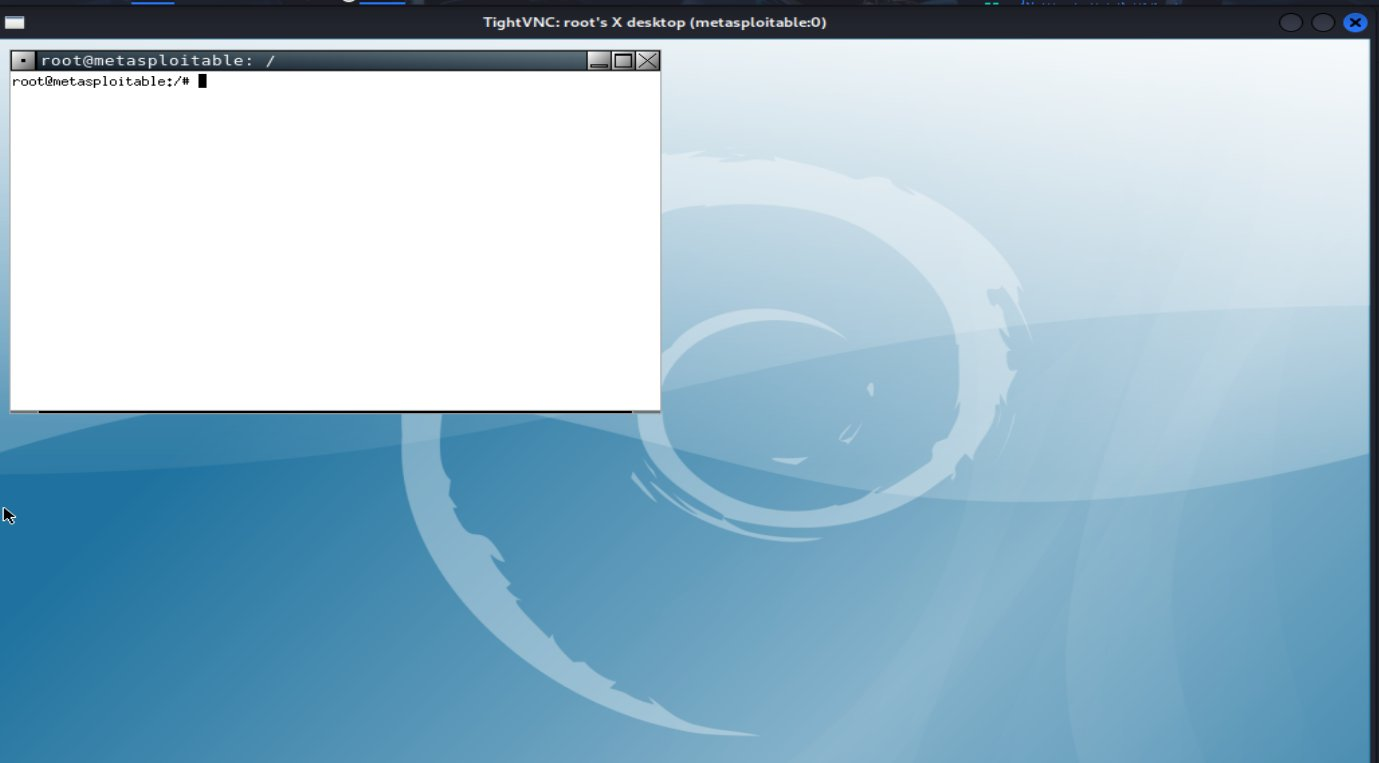 TightVNC: root's X desktop (metasploitable:0)
root@metasploitable: /
root@metasploitable:/#